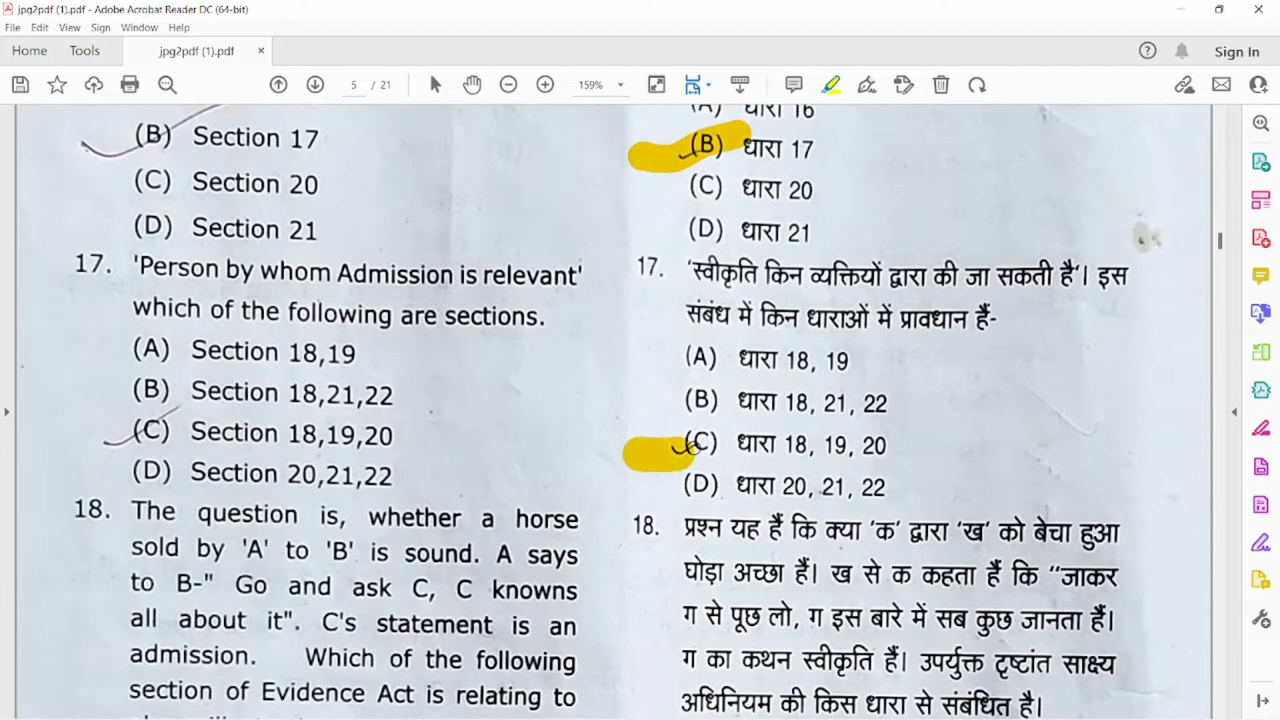 jpg2pdf (1).pdf - Adobe Acrobat Reader DC (64-bit)
File Edit View Sign Window Help
Home Tools jpg2pdf (1).pdf × Sign In
5 / 21 159%
(B) Section 17
(C) Section 20
(D) Section 21
17. 'Person by whom Admission is relevant'
which of the following are sections.
(A) Section 18,19
(B) Section 18,21,22
(C) Section 18,19,20
(D) Section 20,21,22
18. The question is, whether a horse
sold by 'A' to 'B' is sound. A says
to B-" Go and ask C, C knowns
all about it". C's statement is an
admission. Which of the following
section of Evidence Act is relating to
(A) धारा 16
(B) धारा 17
(C) धारा 20
(D) धारा 21
17. 'स्वीकृति किन व्यक्तियों द्वारा की जा सकती है'। इस
संबंध में किन धाराओं में प्रावधान हैं-
(A) धारा 18, 19
(B) धारा 18, 21, 22
(C) धारा 18, 19, 20
(D) धारा 20, 21, 22
18. प्रश्न यह हैं कि क्या 'क' द्वारा 'ख' को बेचा हुआ
घोड़ा अच्छा हैं। ख से क कहता हैं कि "जाकर
ग से पूछ लो, ग इस बारे में सब कुछ जानता हैं।
ग का कथन स्वीकृति हैं। उपर्युक्त दृष्टांत साक्ष्य
अधिनियम की किस धारा से संबंधित है।